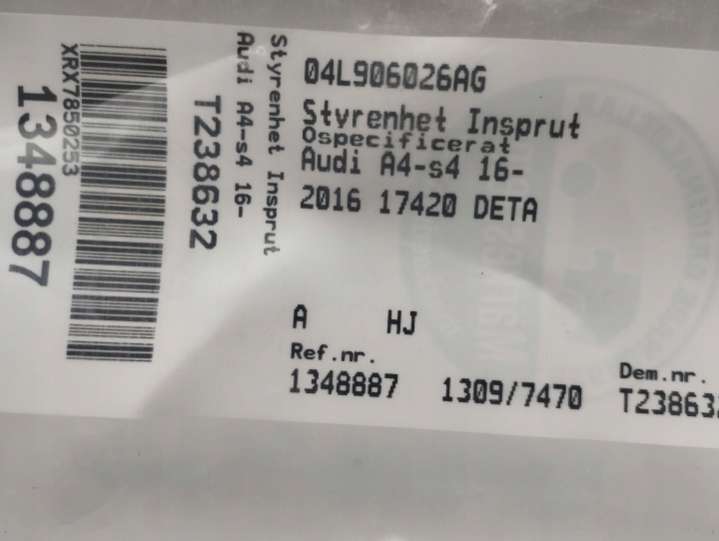 XRX7850253
1348887
T238632
Styrenhet Insprut
Audi A4-s4 16-
04L906026AG
Styrenhet Insprut
Ospecificerat
Audi A4-s4 16-
2016 17420 DETA
A HJ
Ref.nr.
1348887 1309/7470
Dem.nr.
T238632